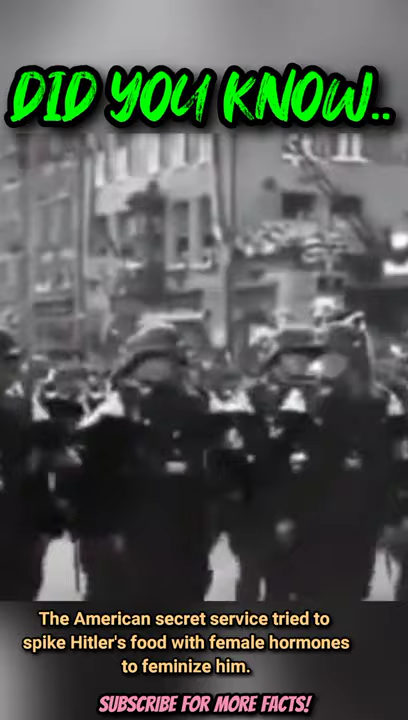 DID YOU KNOW..
The American secret service tried to
spike Hitler's food with female hormones
to feminize him.
SUBSCRIBE FOR MORE FACTS!